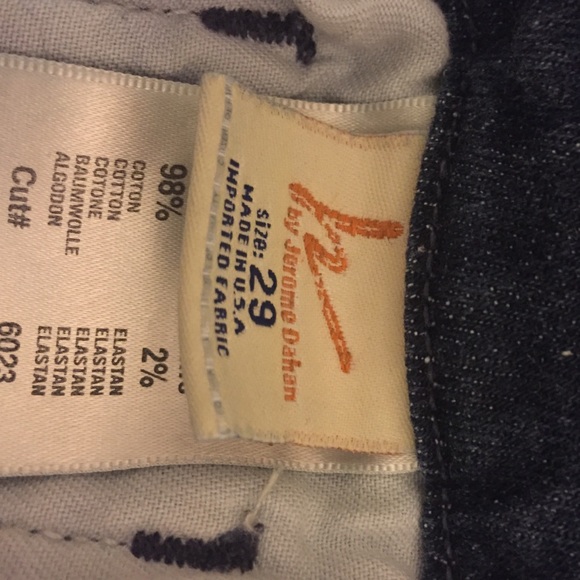 by Jérome Dahan
size: 29
MADE IN U.S.A
IMPORTED FABRIC
98% 2%
COTON ELASTAN
COTTON ELASTAN
COTONE ELASTAN
BAUMWOLLE ELASTAN
ALGODON ELASTAN
Cut# 6023